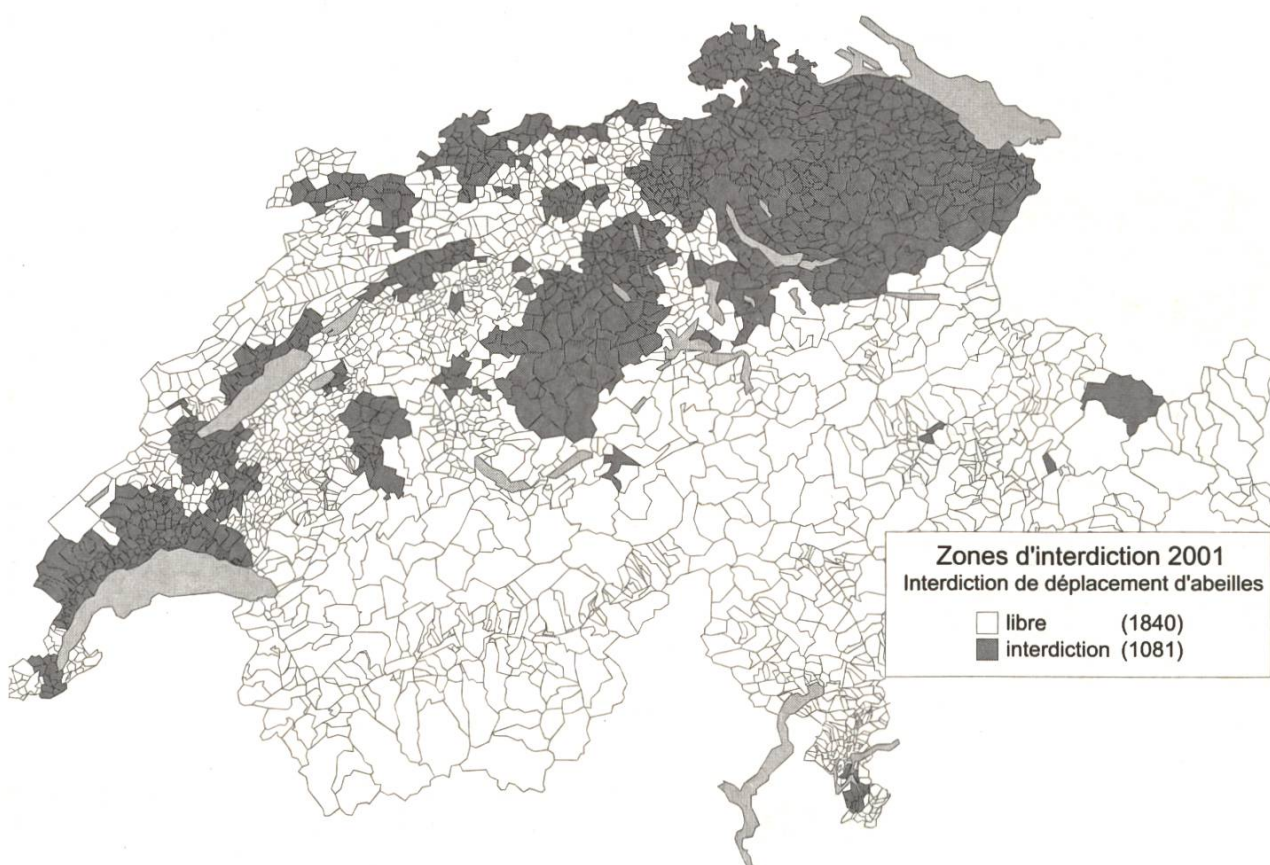 Zones d'interdiction 2001
Interdiction de déplacement d'abeilles
libre (1840)
interdiction (1081)